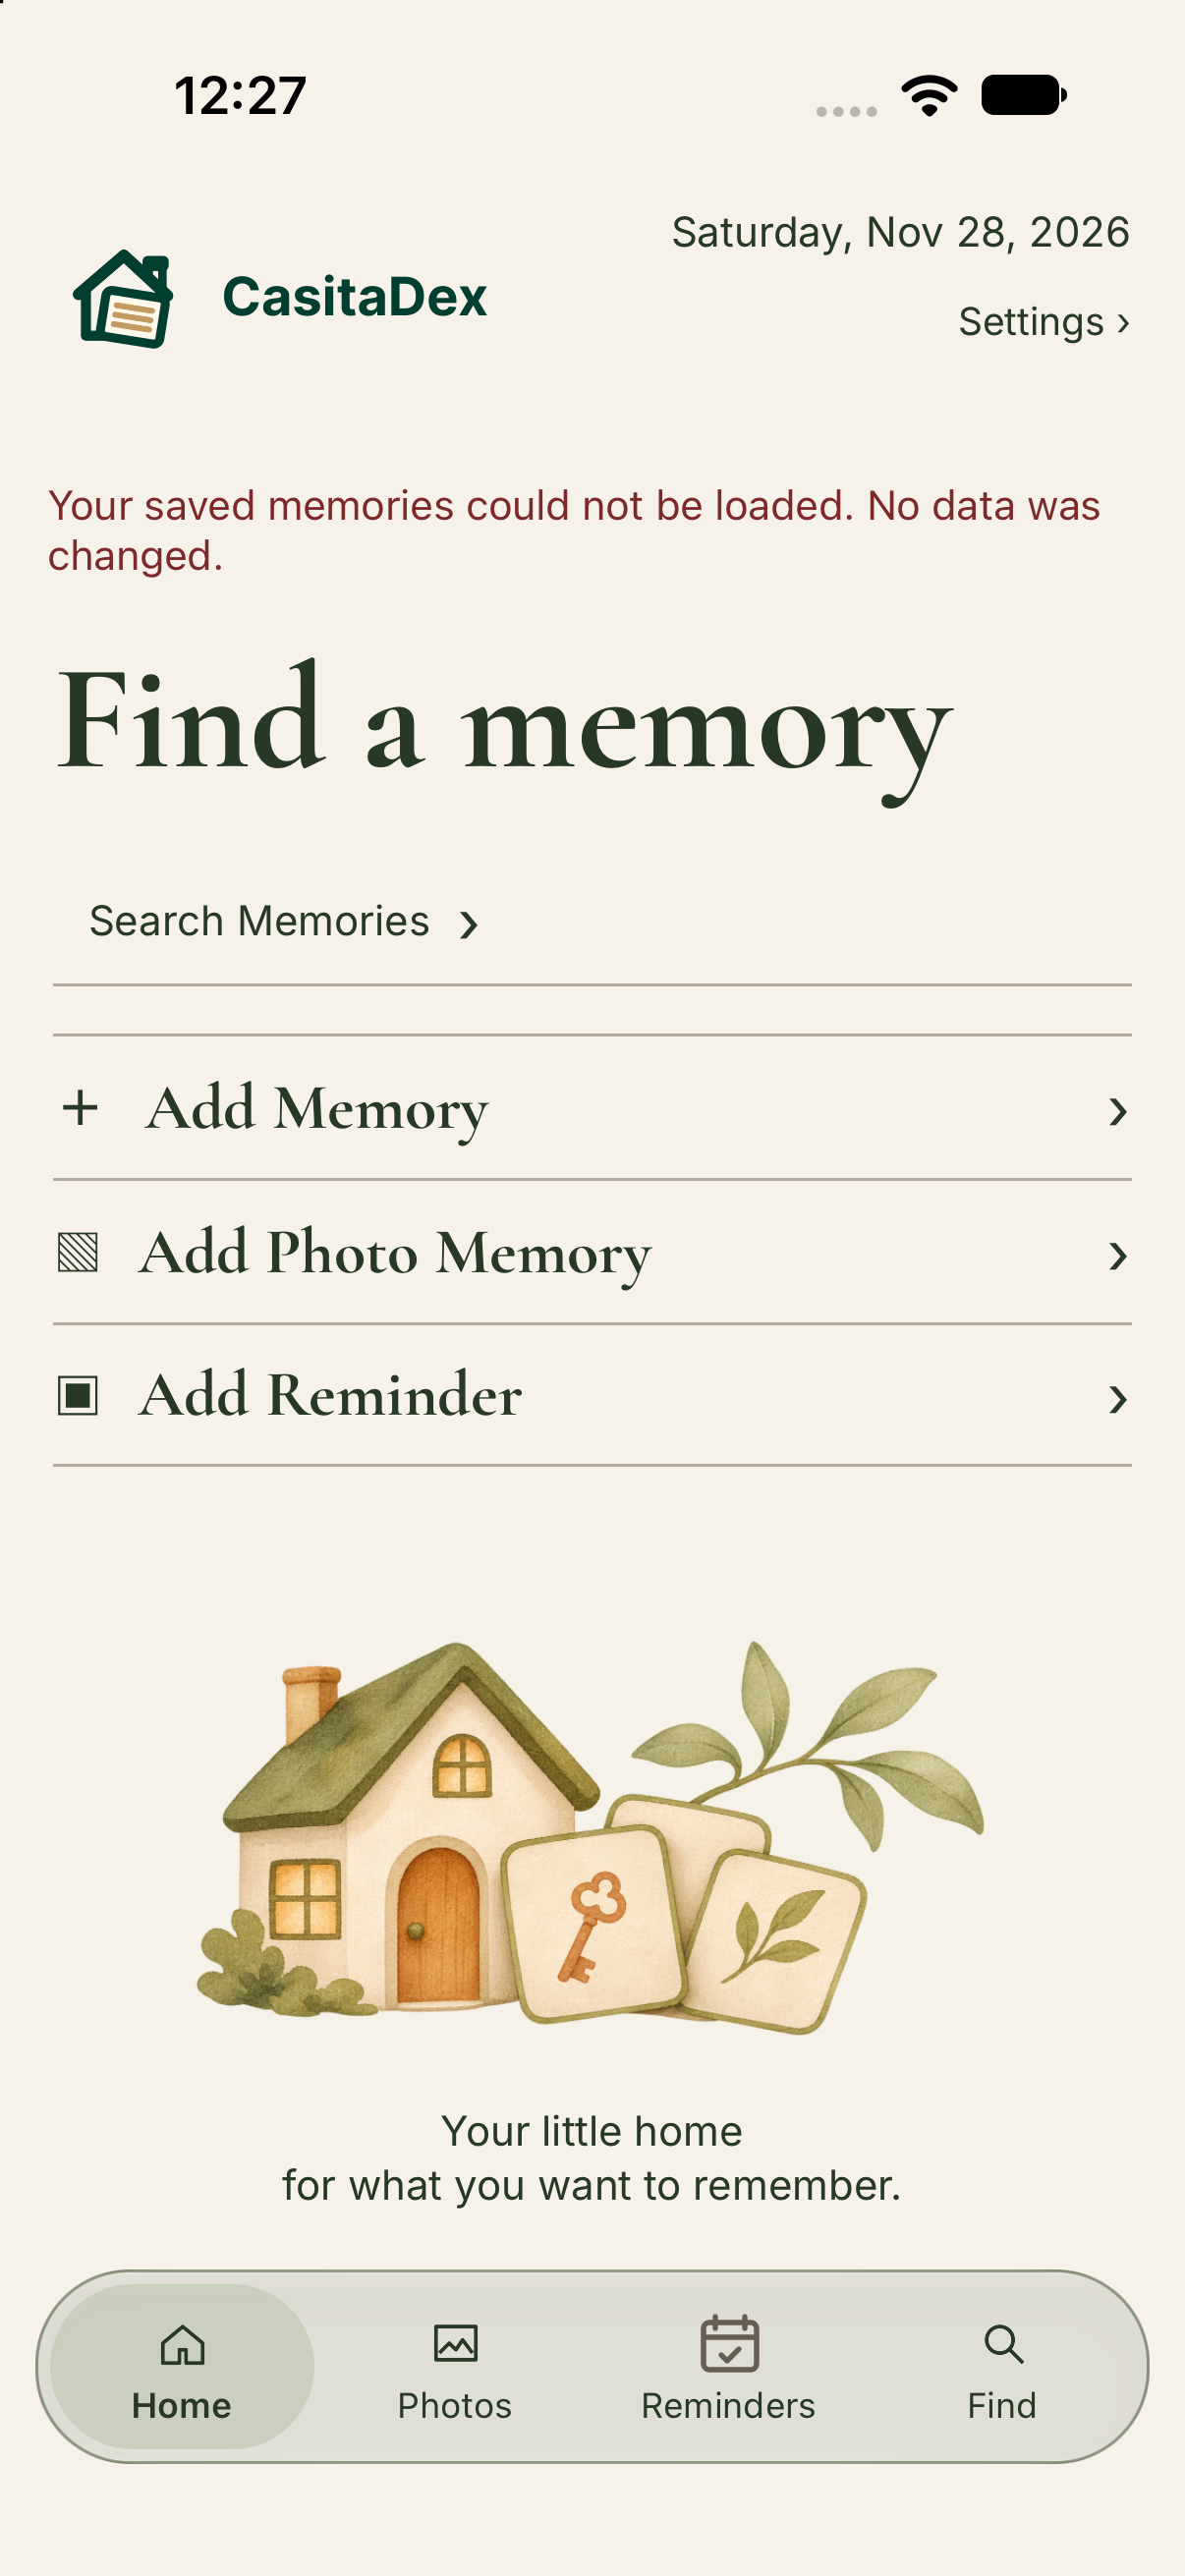 12:27
Saturday, Nov 28, 2026
CasitaDex
Settings ›
Your saved memories could not be loaded. No data was
changed.
Find a memory
Search Memories ›
+ Add Memory ›
▧ Add Photo Memory ›
▣ Add Reminder ›
Your little home
for what you want to remember.
Home
Photos
Reminders
Find